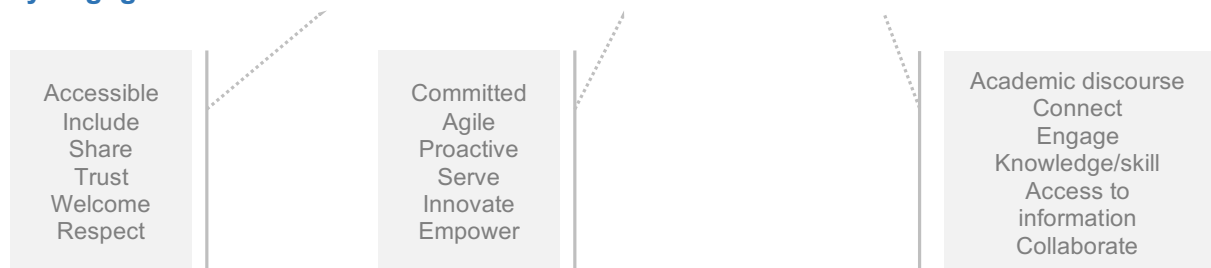 Accessible
Include
Share
Trust
Welcome
Respect
Committed
Agile
Proactive
Serve
Innovate
Empower
Academic discourse
Connect
Engage
Knowledge/skill
Access to
information
Collaborate